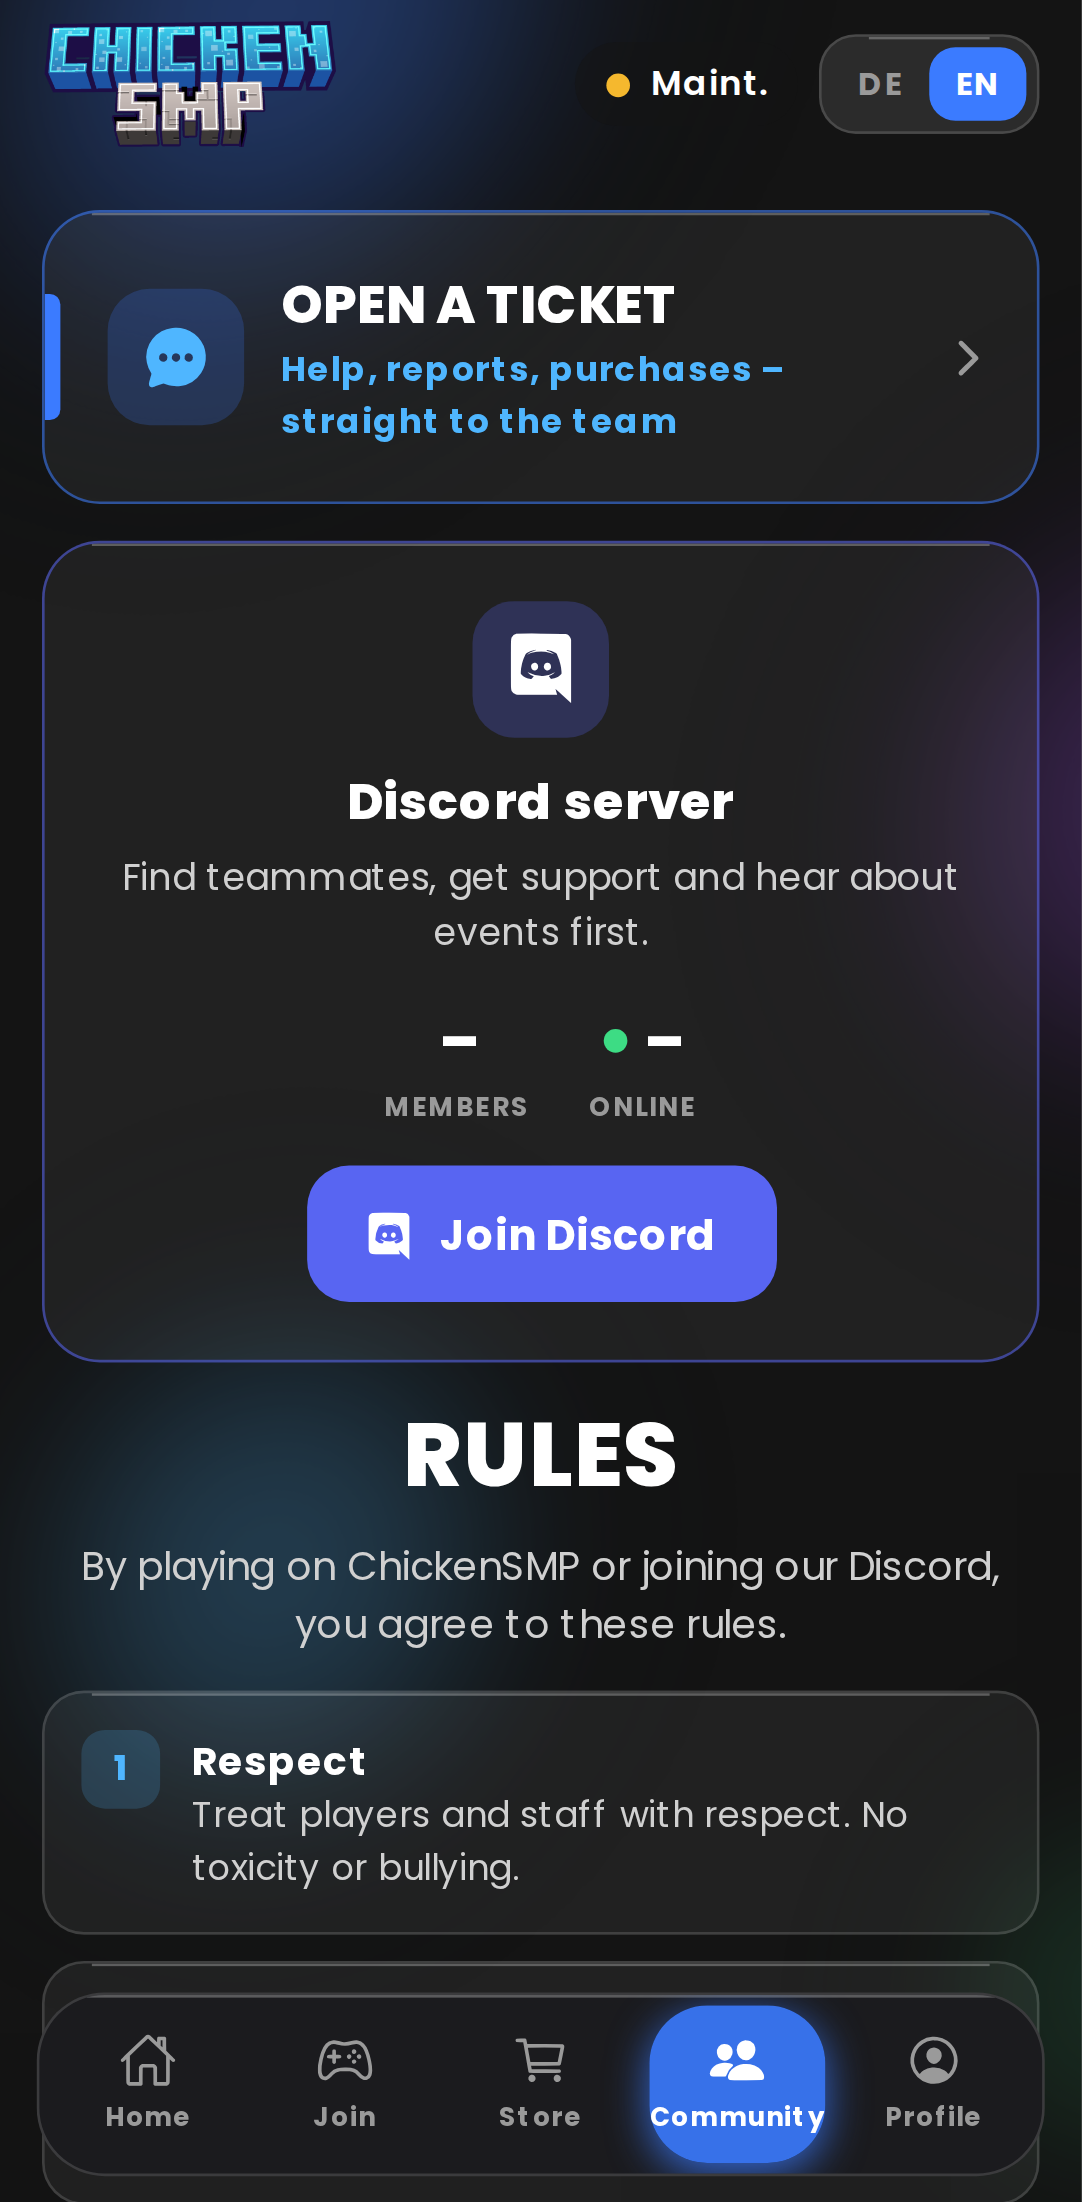 CHICKEN
SMP
Maint.
DE EN
OPEN A TICKET
Help, reports, purchases –
straight to the team
Discord server
Find teammates, get support and hear about
events first.
– –
MEMBERS ONLINE
Join Discord
RULES
By playing on ChickenSMP or joining our Discord,
you agree to these rules.
1 Respect
Treat players and staff with respect. No
toxicity or bullying.
Home Join Store Community Profile